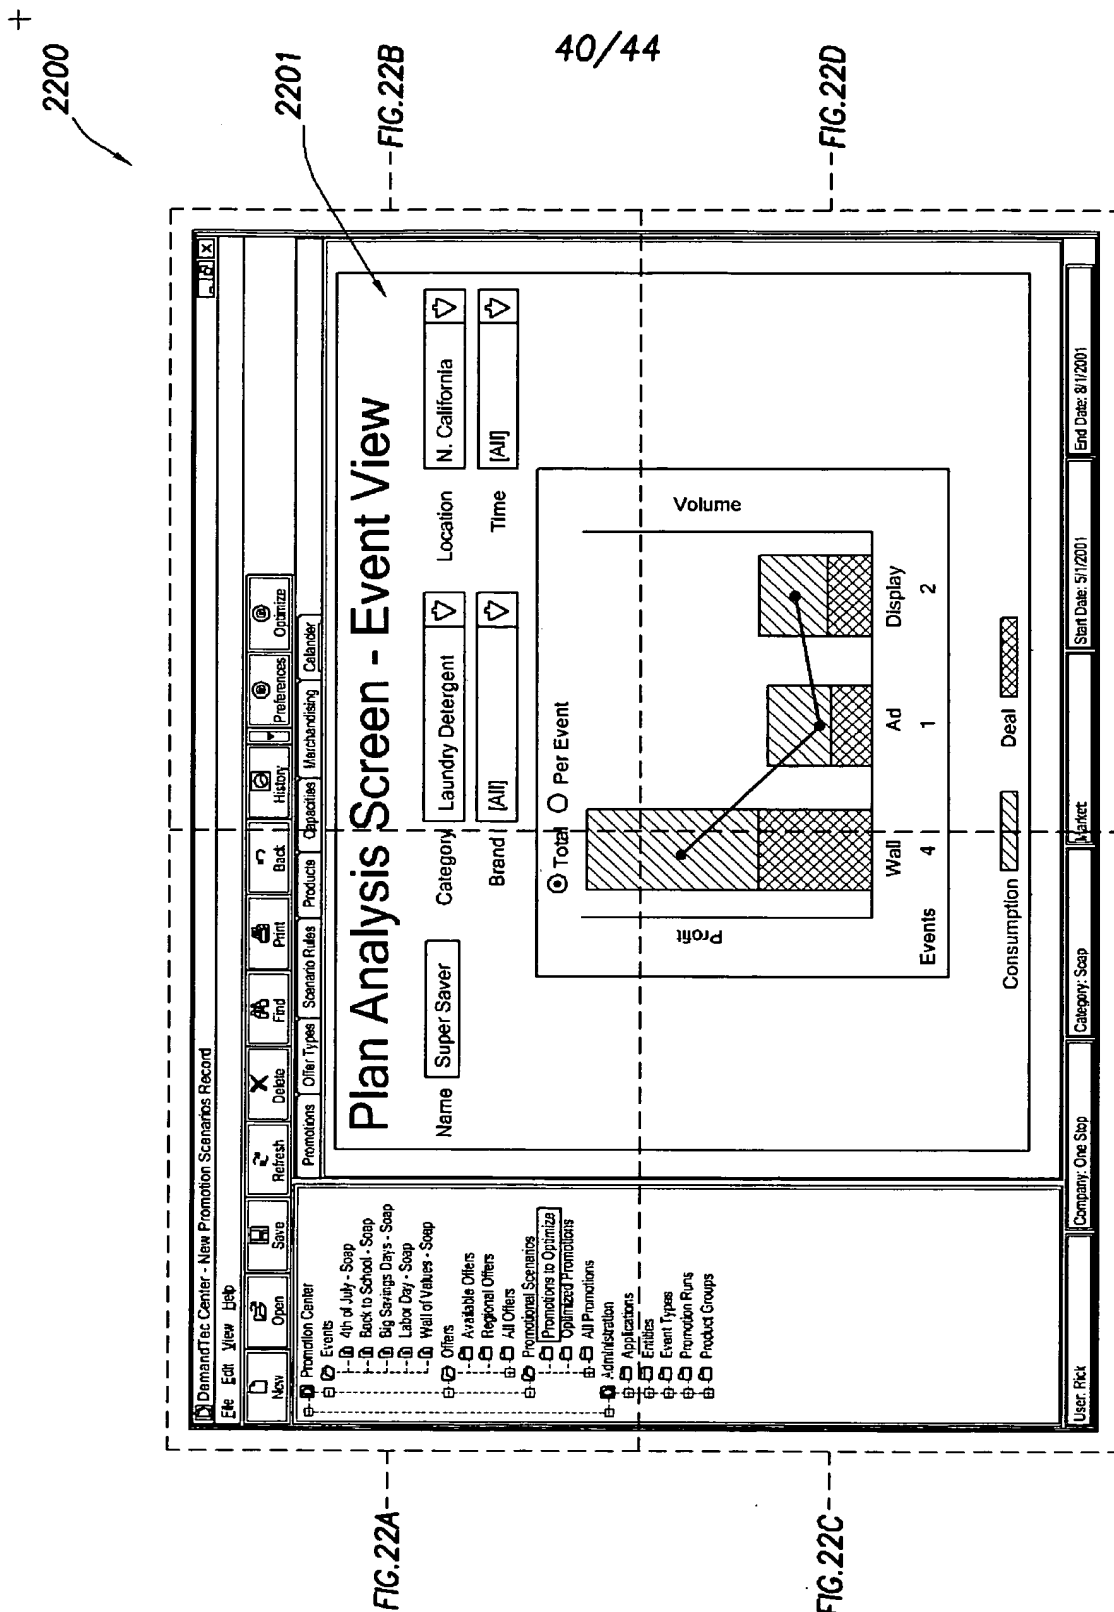 40/44
2200
2201
FIG.22A
FIG.22B
FIG.22C
FIG.22D
DemandTec Center - New Promotion Scenarios Record
File Edit View Help
New Open Save Refresh Delete Find Print Back History Preferences Optimize
Promotion Center
Events
4th of July - Soap
Back to School - Soap
Big Savings Days - Soap
Labor Day - Soap
Wall of Values - Soap
Offers
Available Offers
Regional Offers
All Offers
Promotional Scenarios
Promotions to Optimize
Optimized Promotions
All Promotions
Administration
Applications
Entities
Event Types
Promotion Runs
Product Groups
Promotions Offer Types Scenario Rules Products Capacities Merchandising Calander
Plan Analysis Screen - Event View
Name Super Saver Category Laundry Detergent Location N. California
Brand [All] Time [All]
Total Per Event
Profit
Volume
Wall Ad Display
Events 4 1 2
Consumption Deal
User: Rick Company: One Stop Category: Soap Market Start Date: 5/1/2001 End Date: 8/1/2001